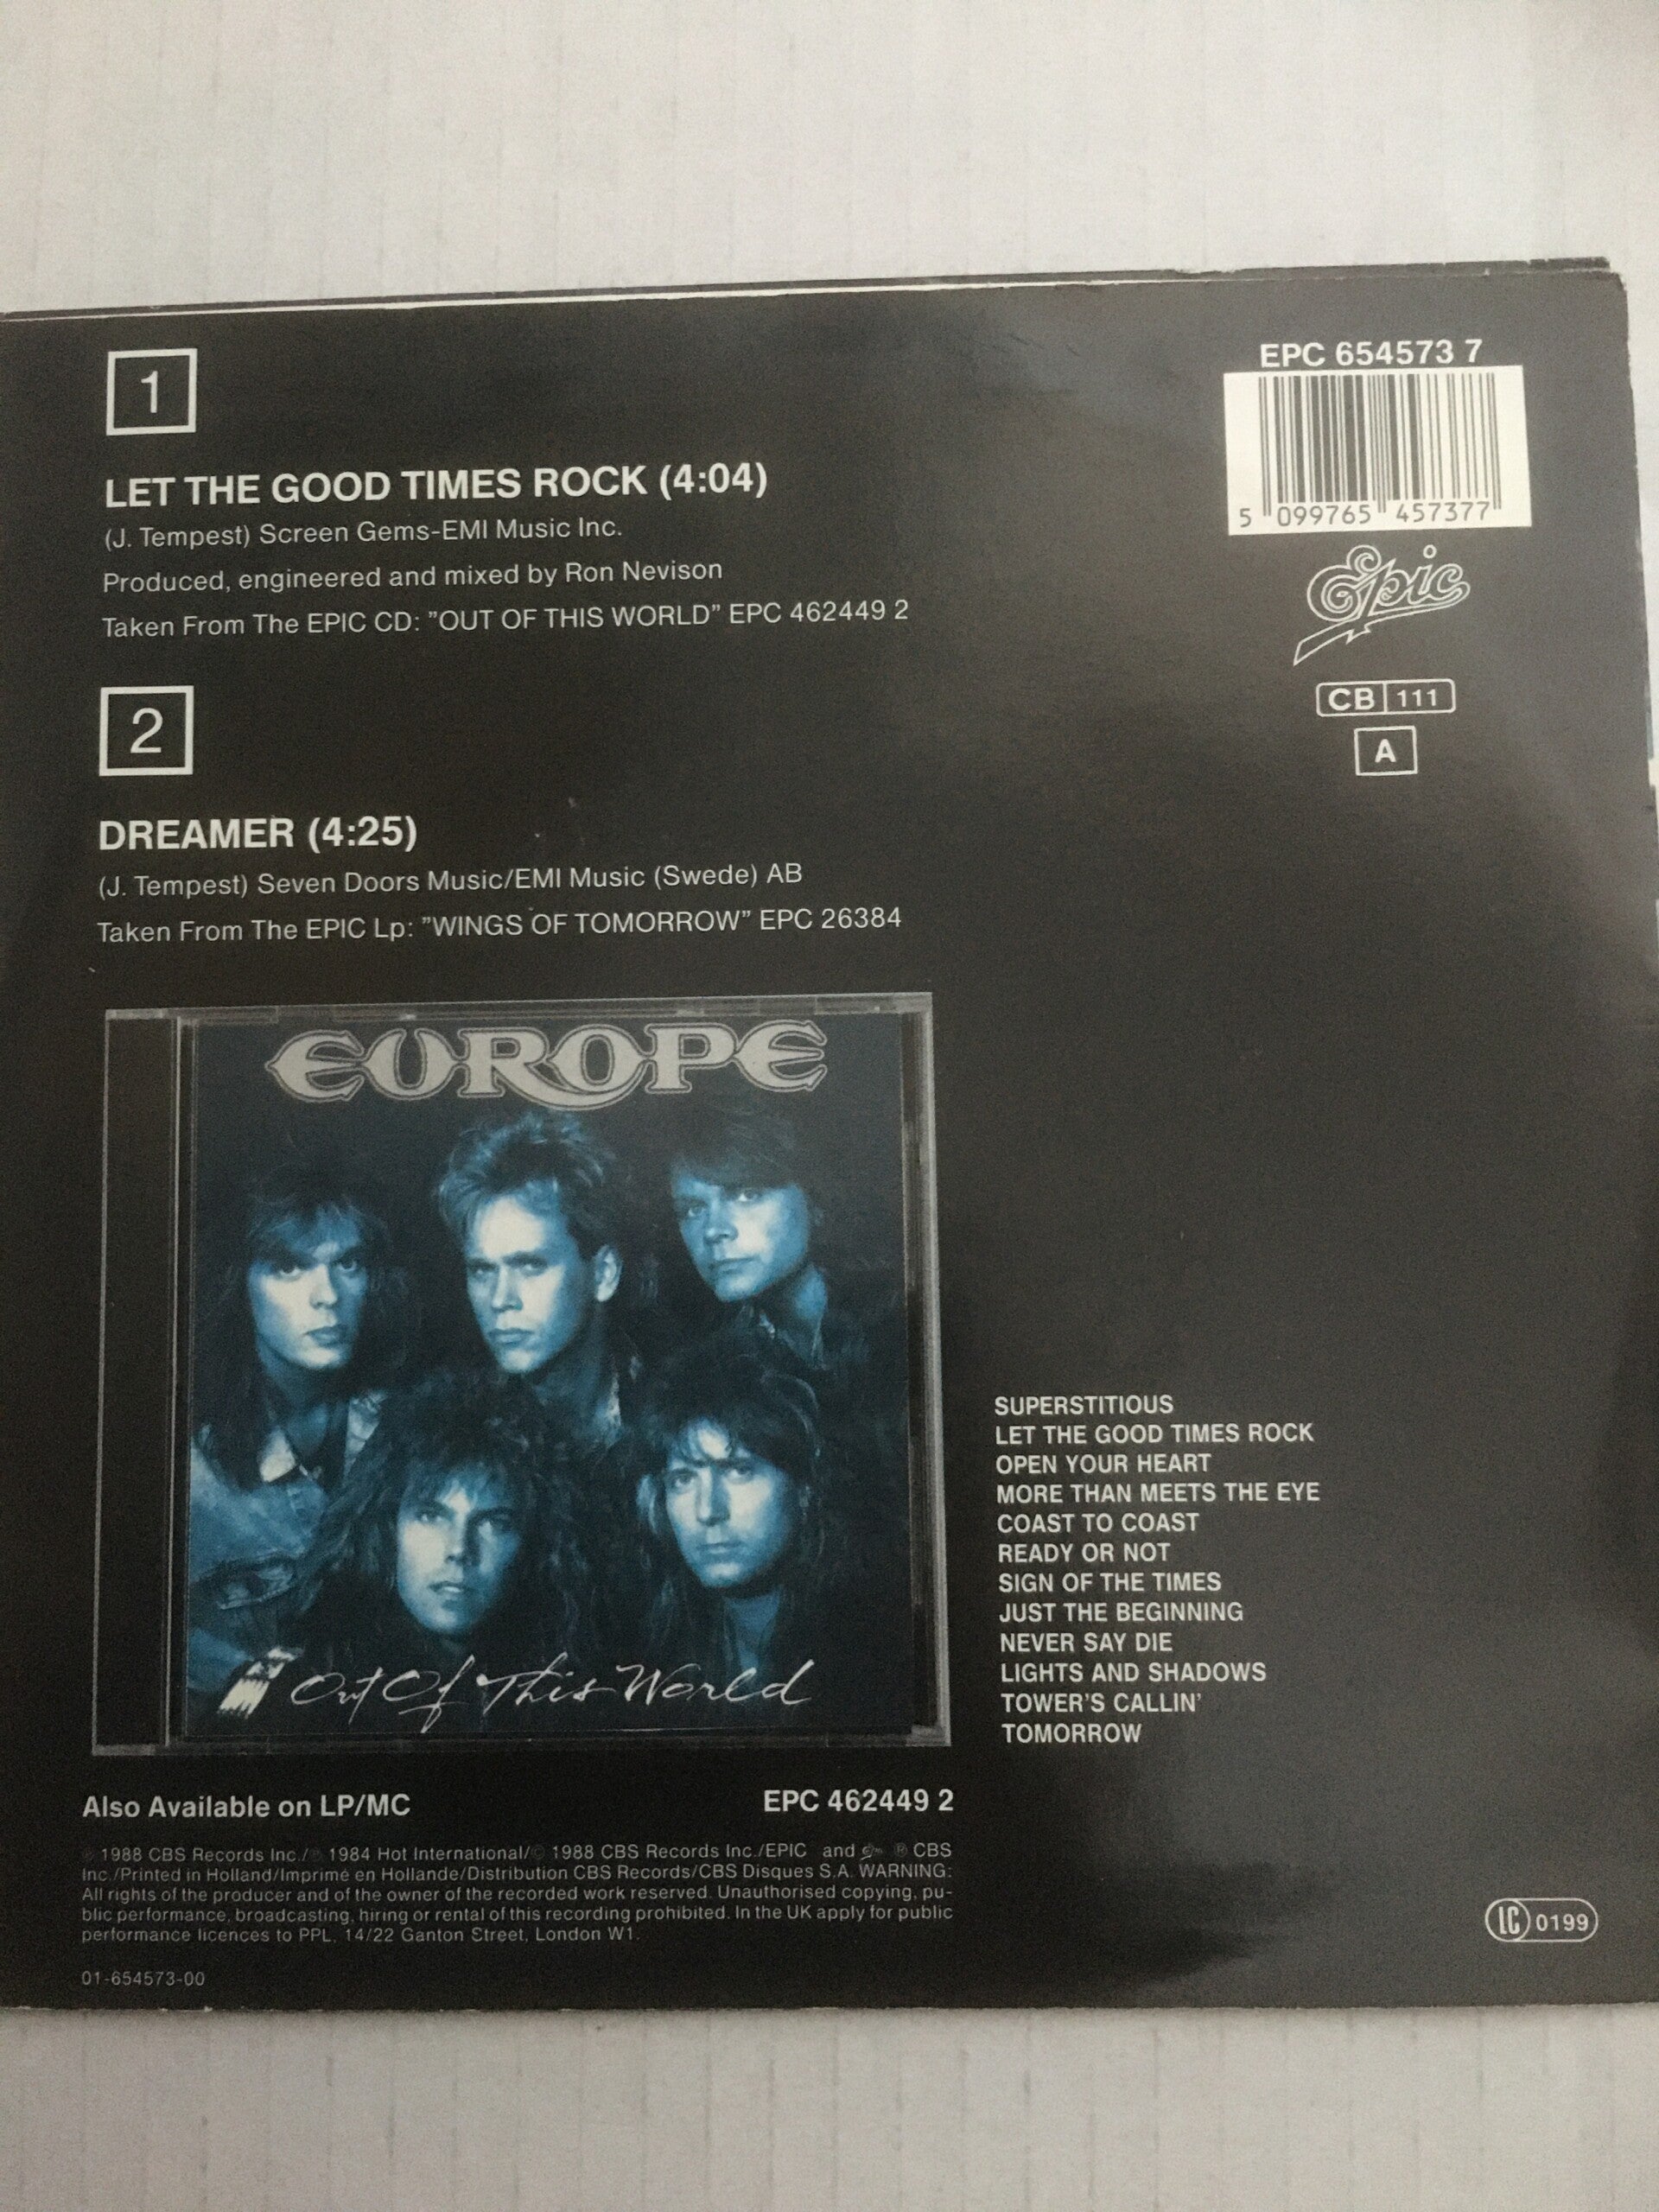 1
LET THE GOOD TIMES ROCK (4:04)
(J. Tempest) Screen Gems-EMI Music Inc.
Produced, engineered and mixed by Ron Nevison
Taken From The EPIC CD: ”OUT OF THIS WORLD” EPC 462449 2
EPC 654573 7
5 099765 457377
Epic
CB 111
A
2
DREAMER (4:25)
(J. Tempest) Seven Doors Music/EMI Music (Swede) AB
Taken From The EPIC Lp: ”WINGS OF TOMORROW” EPC 26384
EUROPE
Out Of This World
SUPERSTITIOUS
LET THE GOOD TIMES ROCK
OPEN YOUR HEART
MORE THAN MEETS THE EYE
COAST TO COAST
READY OR NOT
SIGN OF THE TIMES
JUST THE BEGINNING
NEVER SAY DIE
LIGHTS AND SHADOWS
TOWER'S CALLIN'
TOMORROW
Also Available on LP/MC
EPC 462449 2
℗ 1988 CBS Records Inc./℗ 1984 Hot International/© 1988 CBS Records Inc./EPIC and ® CBS
Inc./Printed in Holland/Imprimé en Hollande/Distribution CBS Records/CBS Disques S.A. WARNING:
All rights of the producer and of the owner of the recorded work reserved. Unauthorised copying, pu-
blic performance, broadcasting, hiring or rental of this recording prohibited. In the UK apply for public
performance licences to PPL, 14/22 Ganton Street, London W1.
01-654573-00
LC 0199